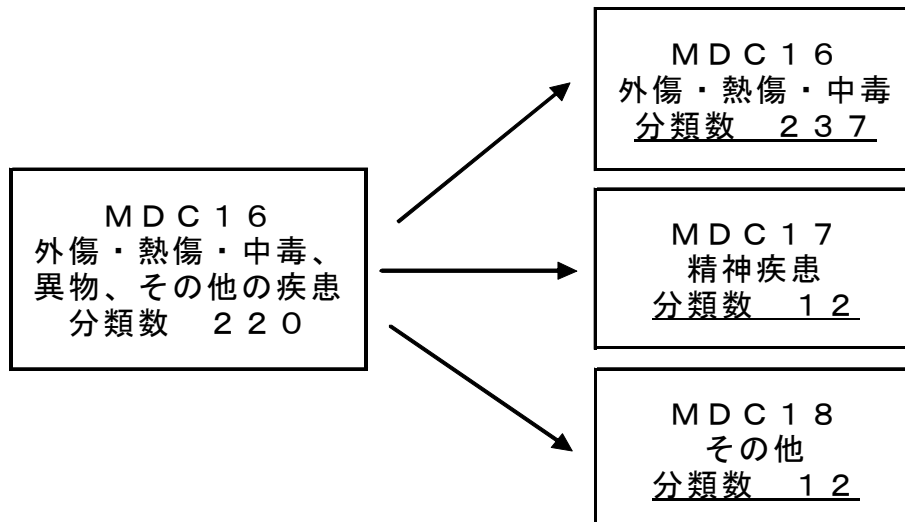 ＭＤＣ１６
外傷・熱傷・中毒、
異物、その他の疾患
分類数　２２０
ＭＤＣ１６
外傷・熱傷・中毒
分類数　２３７
ＭＤＣ１７
精神疾患
分類数　１２
ＭＤＣ１８
その他
分類数　１２